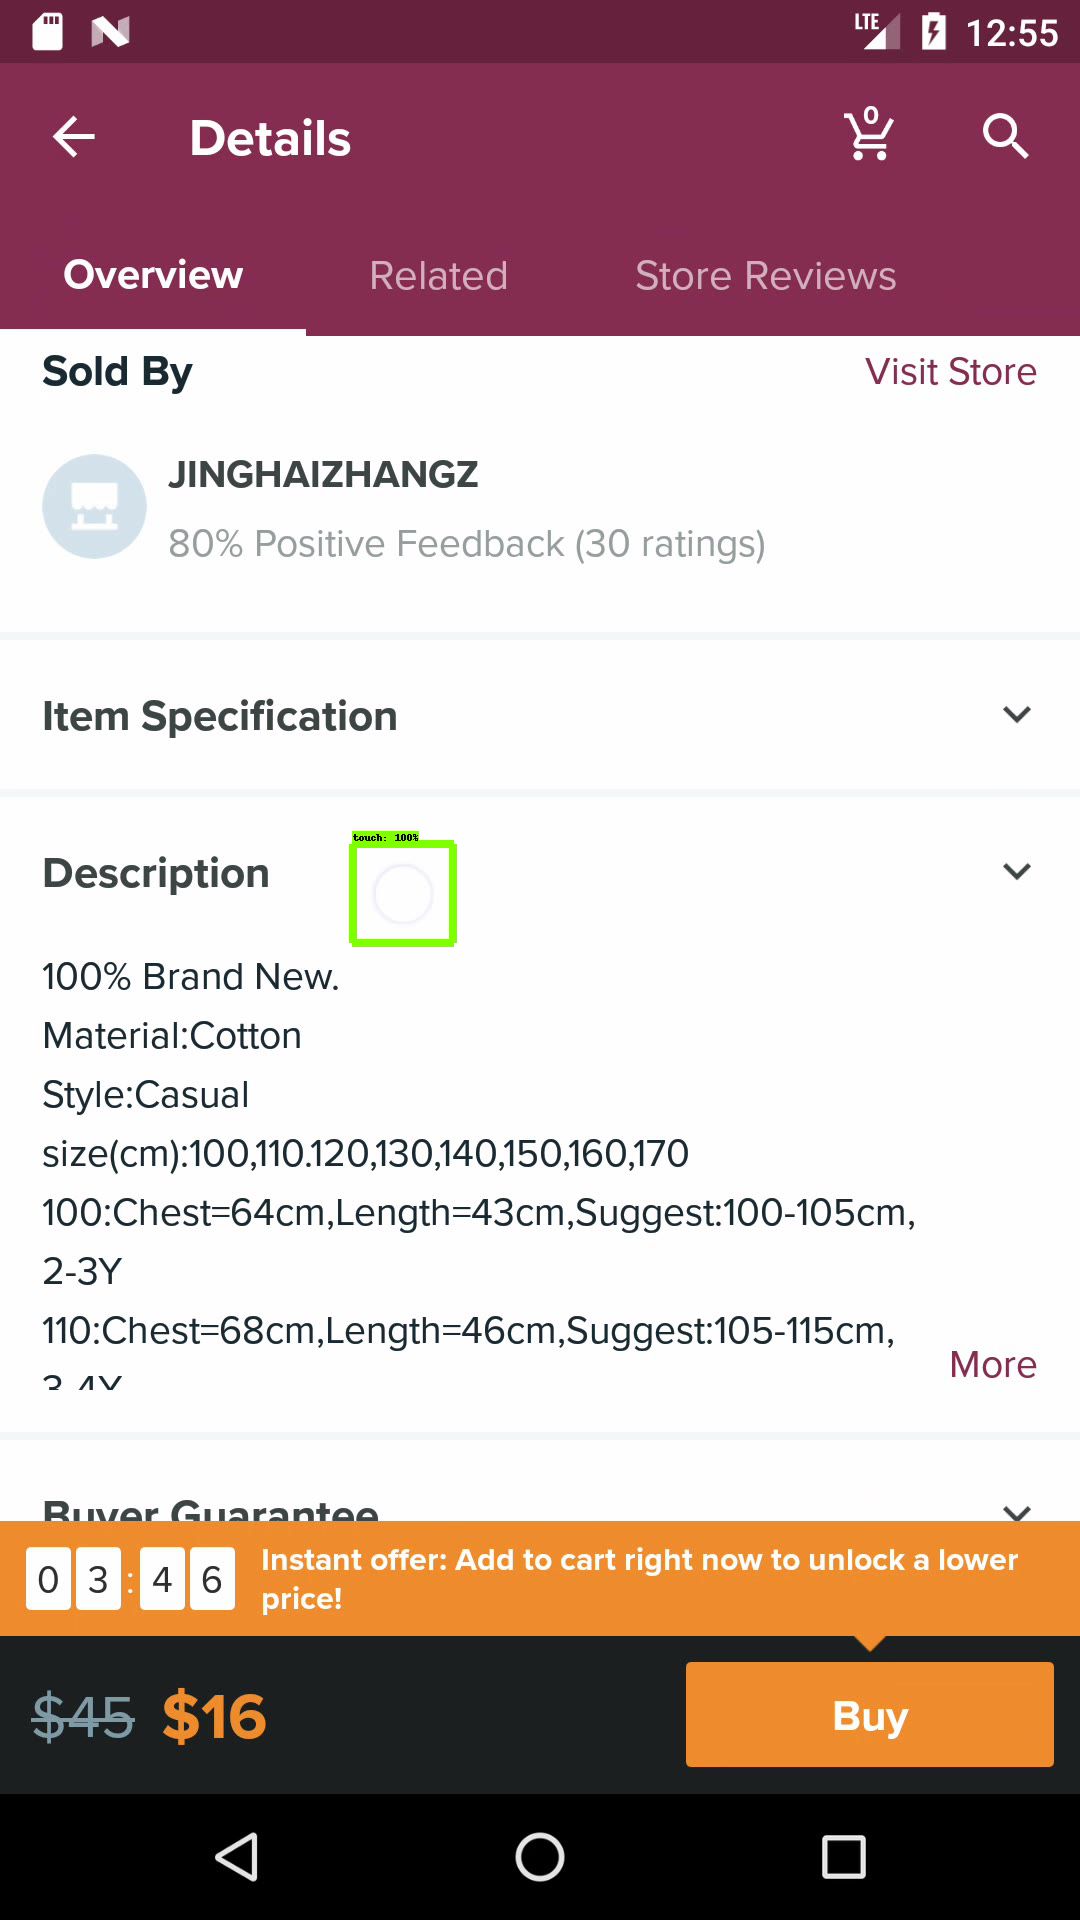 LTE 12:55
Details 0
Overview Related Store Reviews
Sold By Visit Store
JINGHAIZHANGZ
80% Positive Feedback (30 ratings)
Item Specification
touch: 100%
Description
100% Brand New.
Material:Cotton
Style:Casual
size(cm):100,110.120,130,140,150,160,170
100:Chest=64cm,Length=43cm,Suggest:100-105cm,
2-3Y
110:Chest=68cm,Length=46cm,Suggest:105-115cm,
3-4Y More
Buyer Guarantee
03:46 Instant offer: Add to cart right now to unlock a lower
price!
$45 $16 Buy